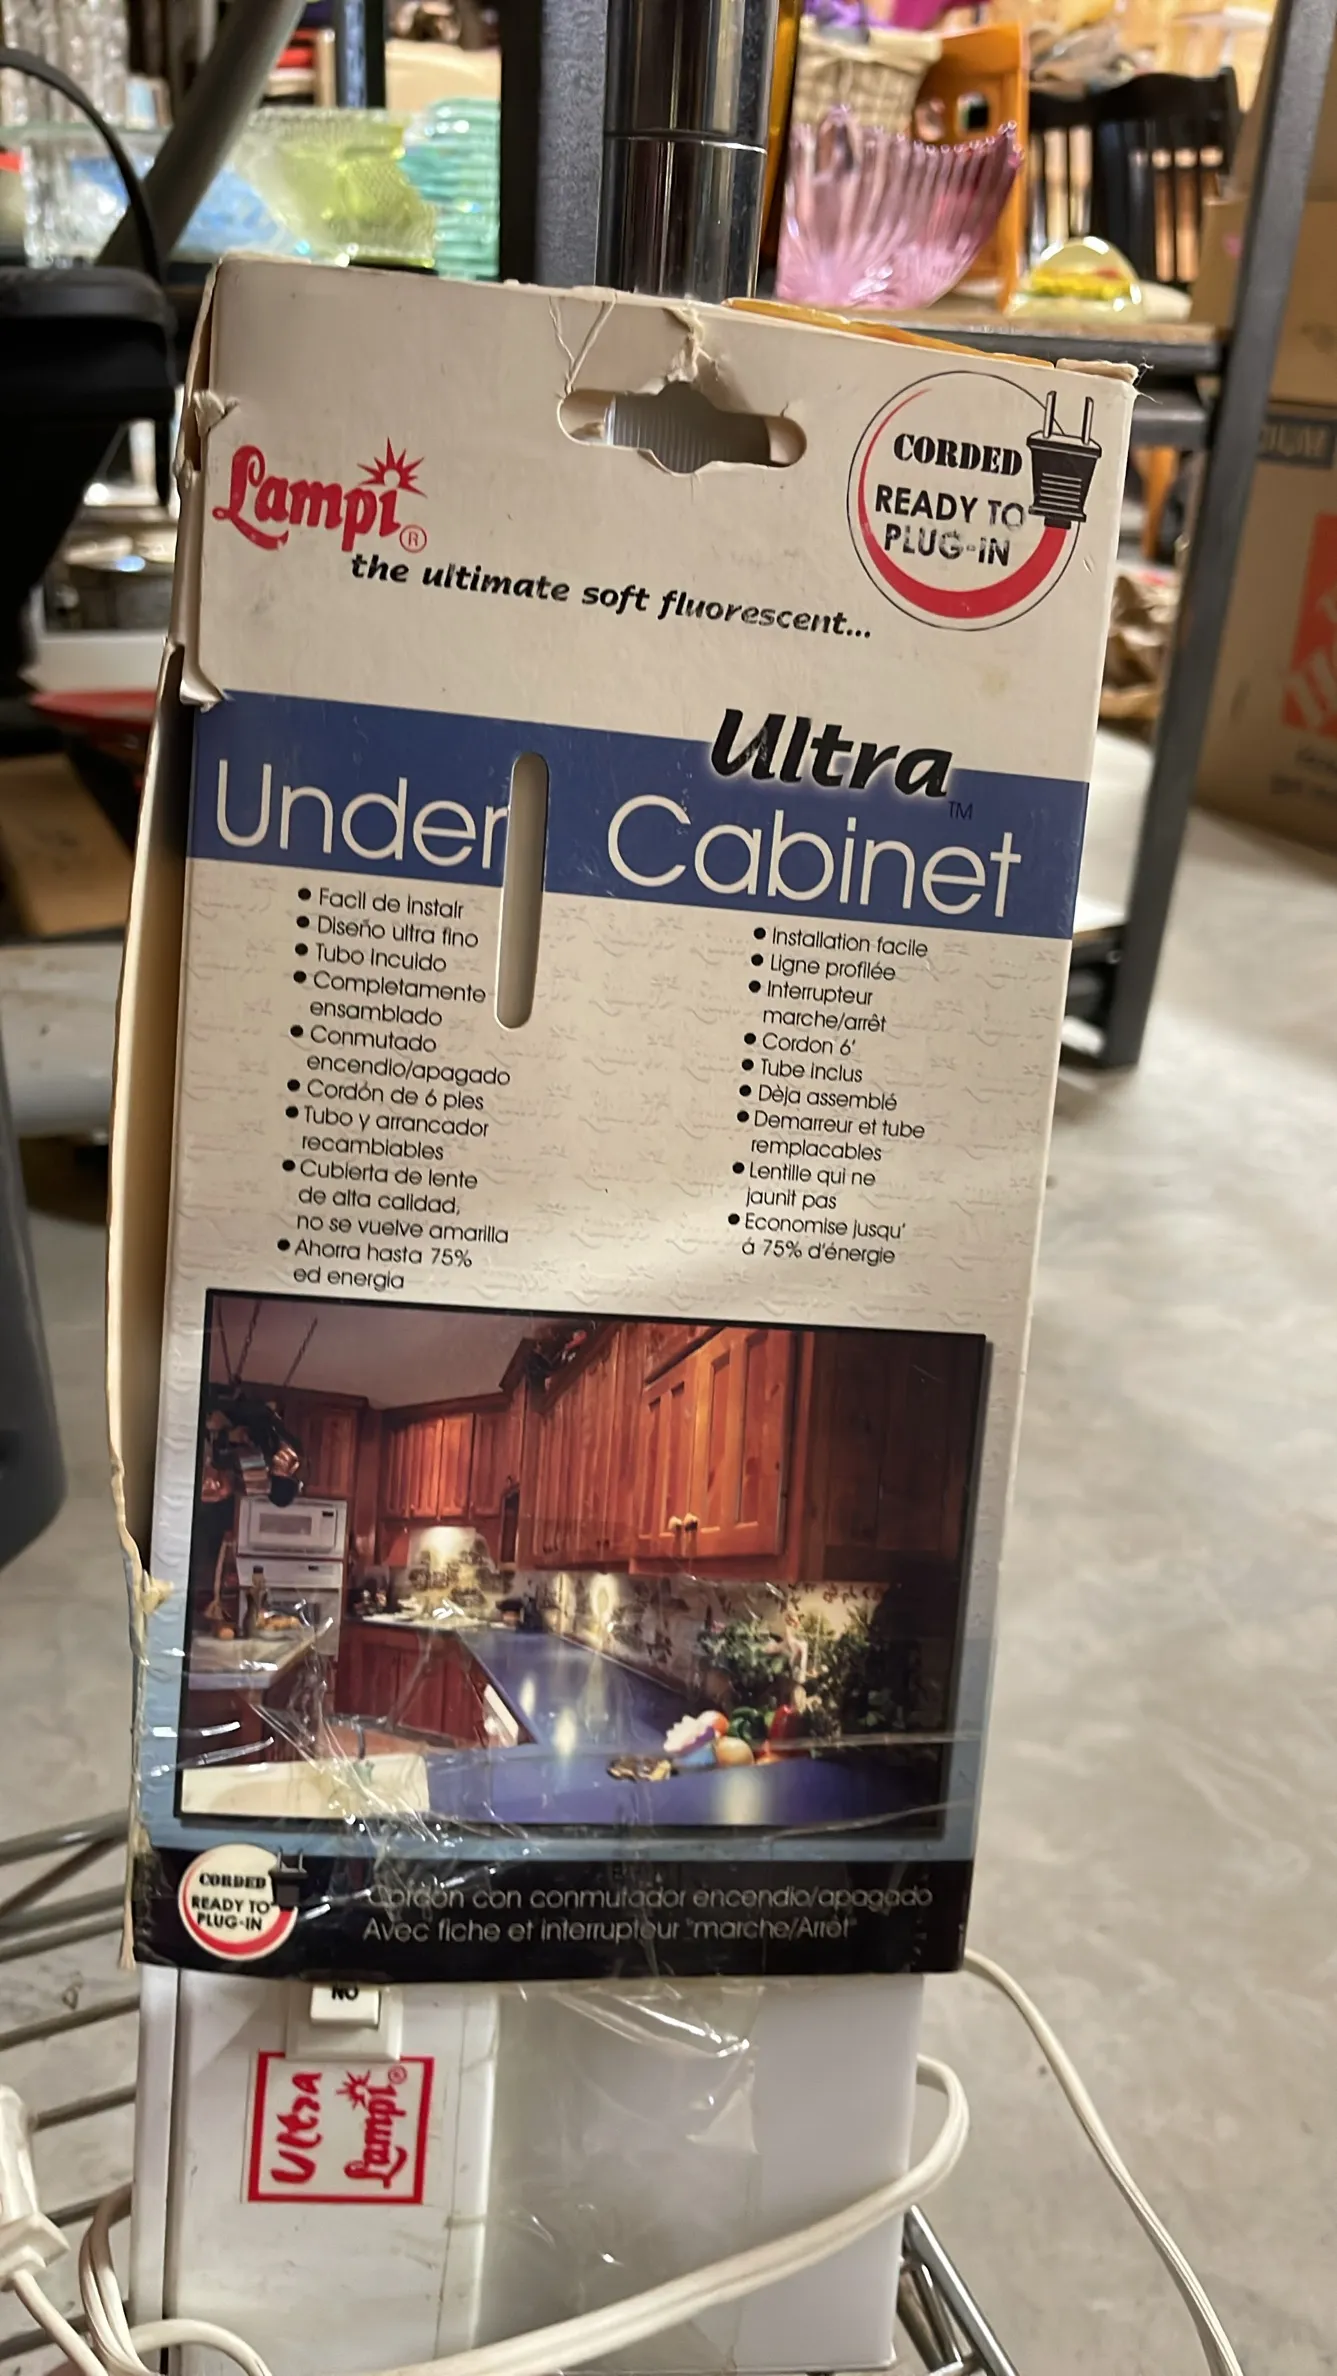 CORDED
READY TO
PLUG-IN
Lampi®
the ultimate soft fluorescent...
Ultra™
Under Cabinet
• Facil de instalr
• Diseño ultra fino
• Tubo incuido
• Completamente
ensamblado
• Conmutado
encendio/apagado
• Cordón de 6 pies
• Tubo y arrancador
recambiables
• Cubierta de lente
de alta calidad,
no se vuelve amarilla
• Ahorra hasta 75%
ed energia
• Installation facile
• Ligne profilée
• Interrupteur
marche/arrêt
• Cordon 6'
• Tube inclus
• Dèja assemblé
• Demarreur et tube
remplacables
• Lentille qui ne
jaunit pas
• Economise jusqu'
á 75% d'énergie
CORDED
READY TO
PLUG-IN
Cordon con conmutador encendio/apagado
Avec fiche et interrupteur "marche/Arrêt"
NO
Ultra
Lampi®